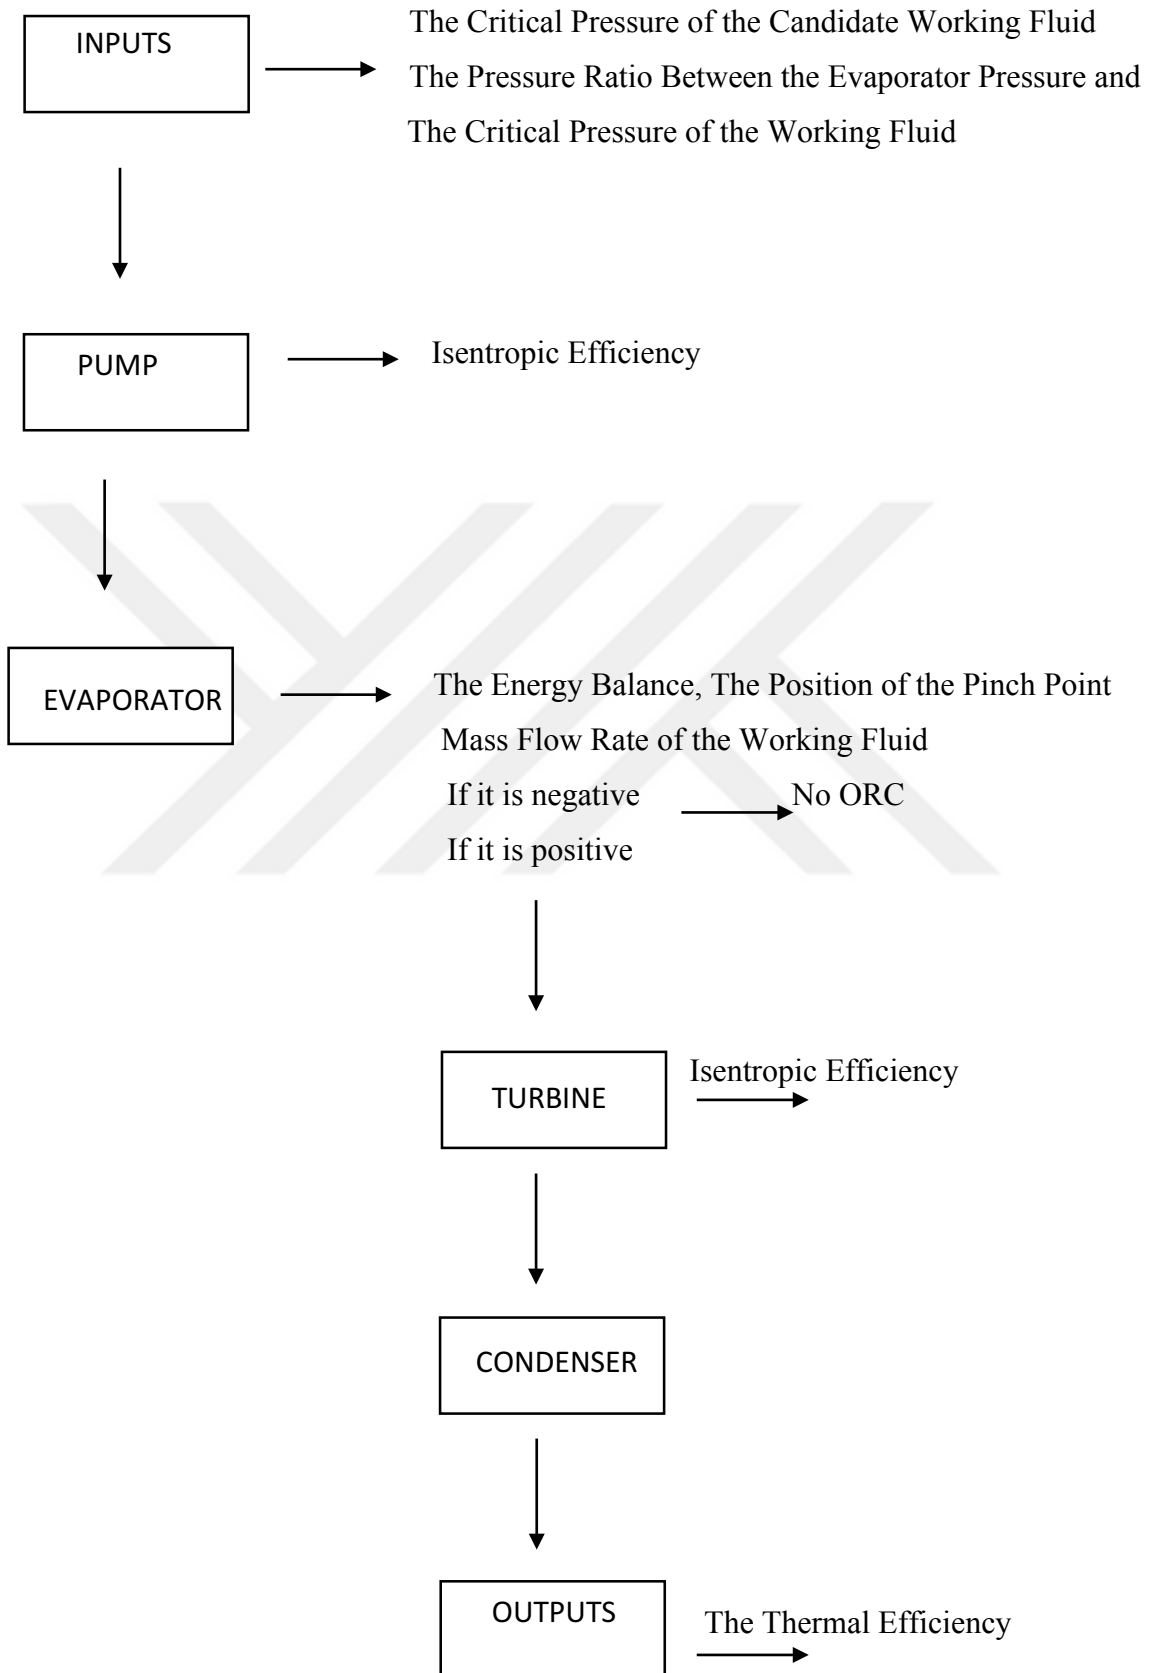 INPUTS
The Critical Pressure of the Candidate Working Fluid
The Pressure Ratio Between the Evaporator Pressure and
The Critical Pressure of the Working Fluid
PUMP
Isentropic Efficiency
EVAPORATOR
The Energy Balance, The Position of the Pinch Point
Mass Flow Rate of the Working Fluid
If it is negative
No ORC
If it is positive
TURBINE
Isentropic Efficiency
CONDENSER
OUTPUTS
The Thermal Efficiency